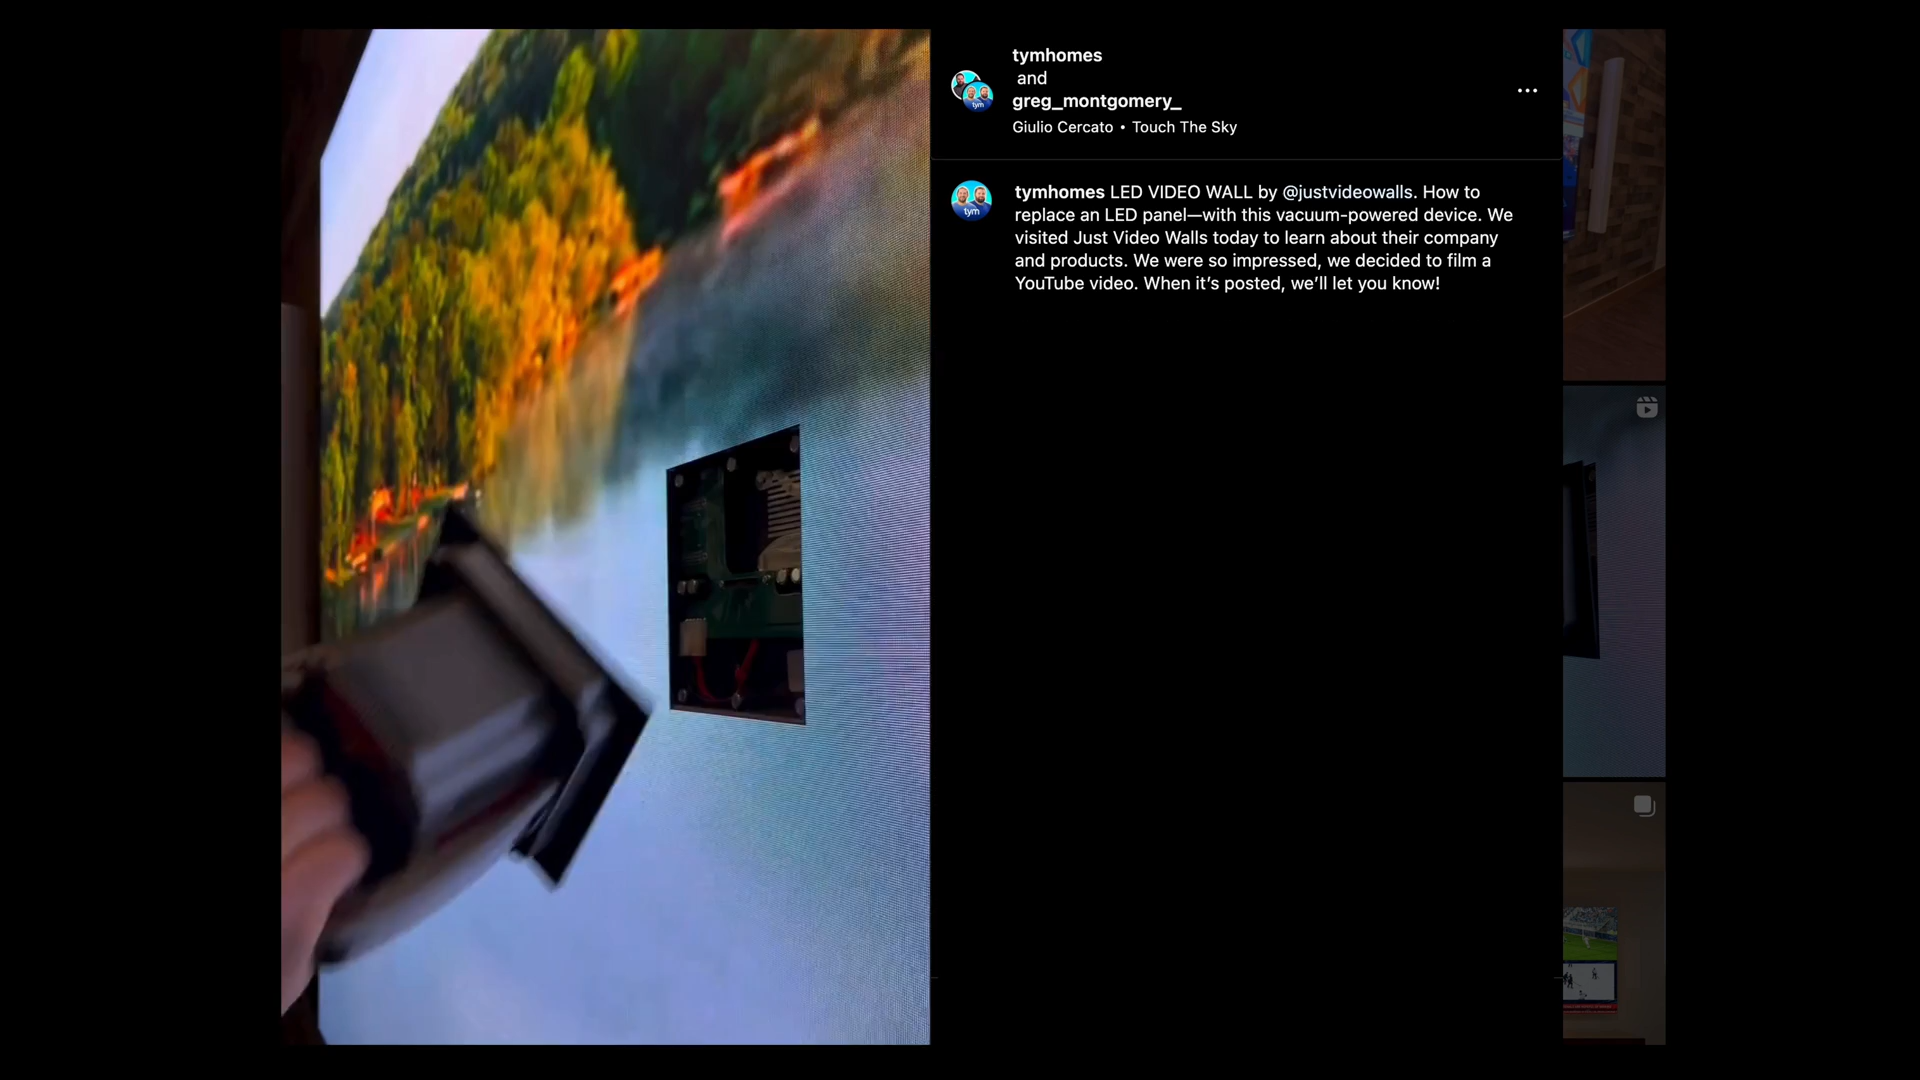 tymhomes
and
greg_montgomery_
Giulio Cercato • Touch The Sky
tymhomes LED VIDEO WALL by @justvideowalls. How to
replace an LED panel—with this vacuum-powered device. We
visited Just Video Walls today to learn about their company
and products. We were so impressed, we decided to film a
YouTube video. When it’s posted, we’ll let you know!
tym
tym